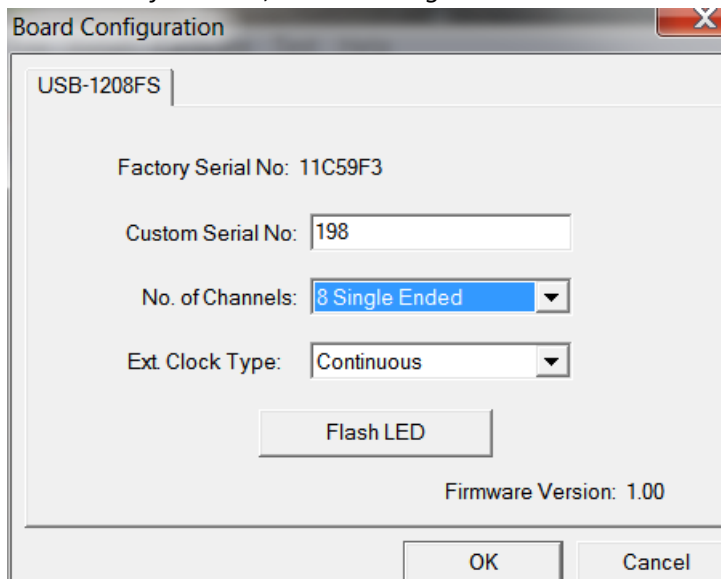 Board Configuration
X
USB-1208FS
Factory Serial No: 11C59F3
Custom Serial No: 198
No. of Channels: 8 Single Ended
Ext. Clock Type: Continuous
Flash LED
Firmware Version: 1.00
OK Cancel